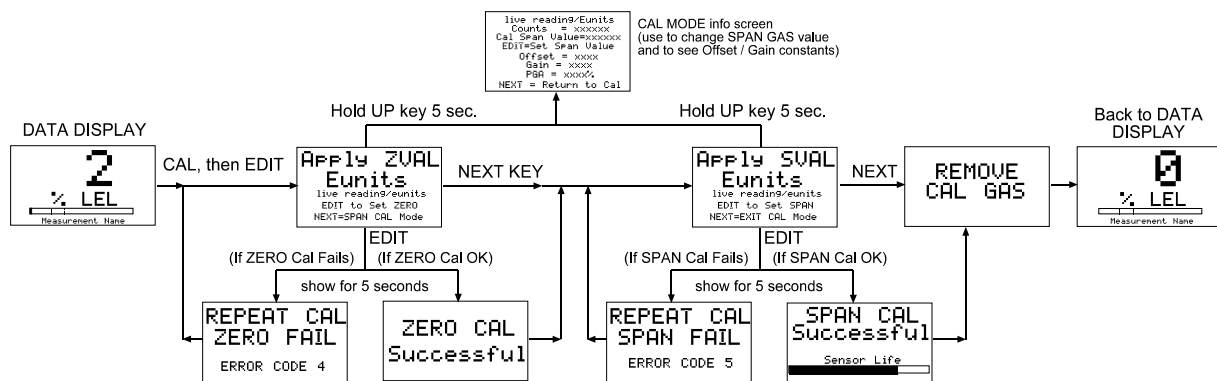 live reading/Eunits
Counts = xxxxxx
Cal Span Value=xxxxxx
EDIT=Set Span Value
Offset = xxxx
Gain = xxxx
PGA = xxxx%
NEXT = Return to Cal
CAL MODE info screen
(use to change SPAN GAS value
and to see Offset / Gain constants)
Hold UP key 5 sec.
Hold UP key 5 sec.
DATA DISPLAY
2
% LEL
Measurement Name
CAL, then EDIT
Apply ZVAL
Eunits
live reading/eunits
EDIT to Set ZERO
NEXT=SPAN CAL Mode
NEXT KEY
Apply SVAL
Eunits
live reading/eunits
EDIT to Set SPAN
NEXT=EXIT CAL Mode
NEXT
REMOVE
CAL GAS
Back to DATA
DISPLAY
0
% LEL
Measurement Name
EDIT
(If ZERO Cal Fails)
(If ZERO Cal OK)
show for 5 seconds
REPEAT CAL
ZERO FAIL
ERROR CODE 4
ZERO CAL
Successful
EDIT
(If SPAN Cal Fails)
(If SPAN Cal OK)
show for 5 seconds
REPEAT CAL
SPAN FAIL
ERROR CODE 5
SPAN CAL
Successful
Sensor Life